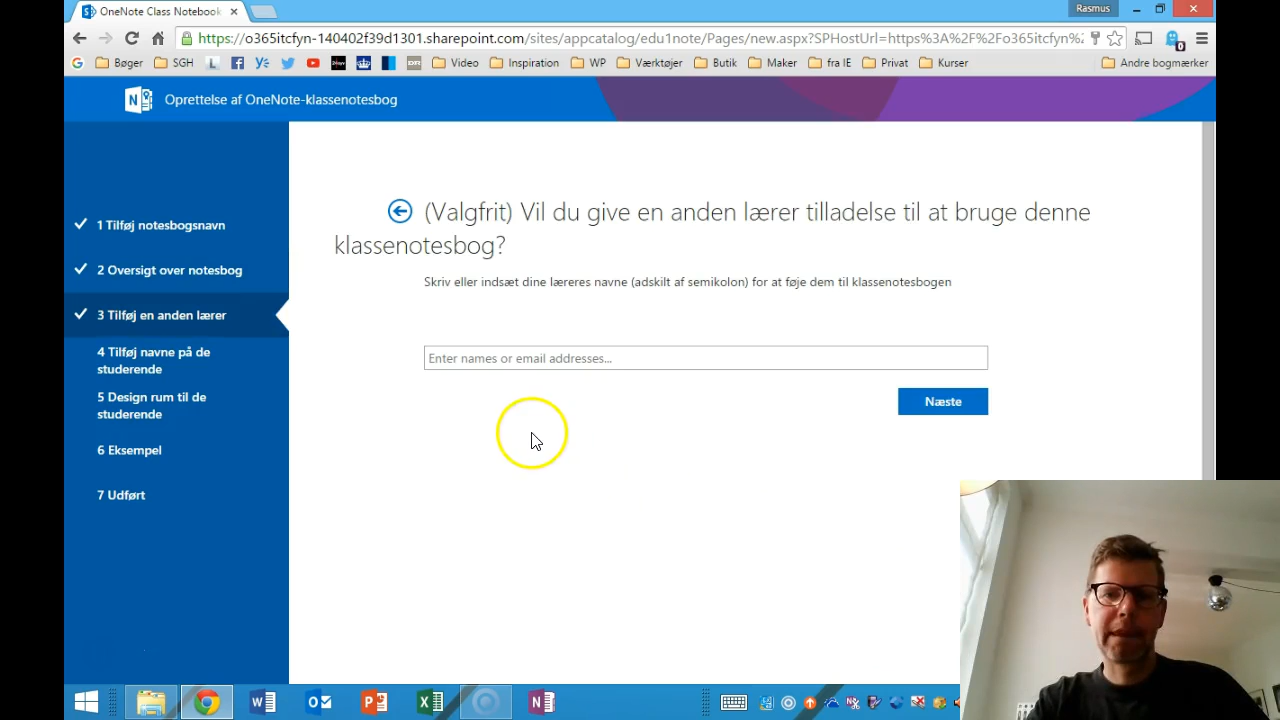 OneNote Class Notebook
Rasmus
https://o365itcfyn-140402f39d1301.sharepoint.com/sites/appcatalog/edu1note/Pages/new.aspx?SPHostUrl=https%3A%2F%2Fo365itcfyn%2
0
Bøger SGH Video Inspiration WP Værktøjer Butik Maker fra IE Privat Kurser Andre bogmærker
Oprettelse af OneNote-klassenotesbog
1 Tilføj notesbogsnavn
2 Oversigt over notesbog
3 Tilføj en anden lærer
4 Tilføj navne på de
studerende
5 Design rum til de
studerende
6 Eksempel
7 Udført
(Valgfrit) Vil du give en anden lærer tilladelse til at bruge denne
klassenotesbog?
Skriv eller indsæt dine læreres navne (adskilt af semikolon) for at føje dem til klassenotesbogen
Enter names or email addresses...
Næste